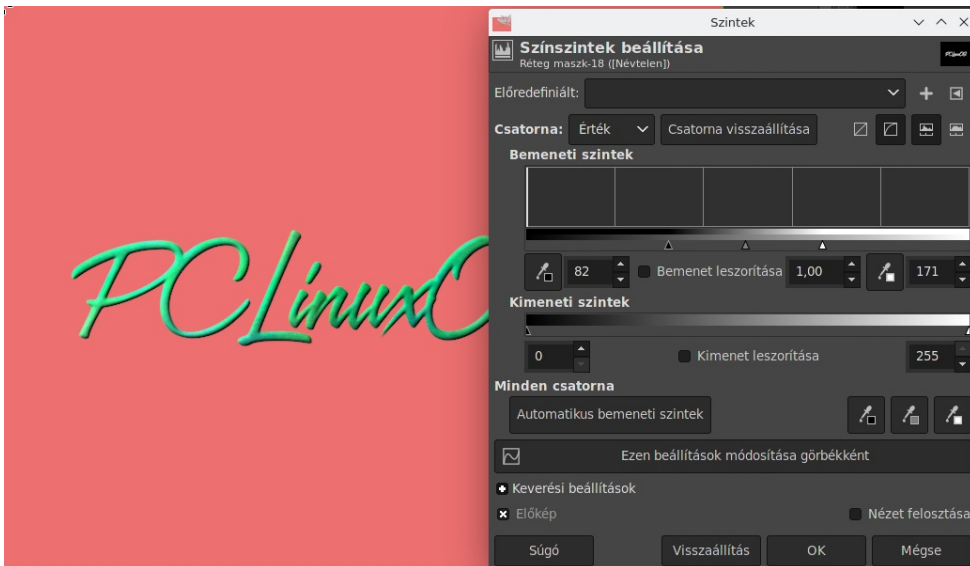 Szintek
Színszintek beállítása
Réteg maszk-18 ([Névtelen])
Előredefiniált:
Csatorna: Érték Csatorna visszaállítása
Bemeneti szintek
82 Bemenet leszorítása 1,00 171
Kimeneti szintek
0 Kimenet leszorítása 255
Minden csatorna
Automatikus bemeneti szintek
Ezen beállítások módosítása görbékként
Keverési beállítások
Előkép Nézet felosztása
Súgó Visszaállítás OK Mégse
PCLinuxO